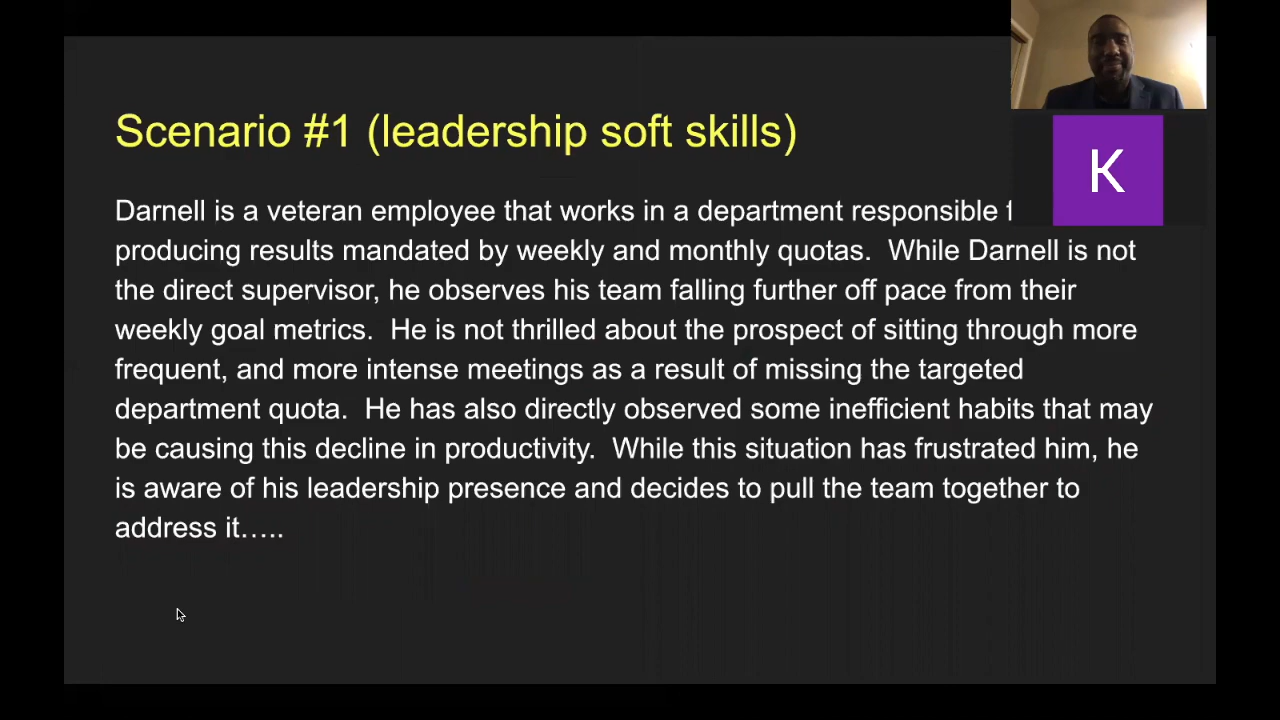 Scenario #1 (leadership soft skills)
K
Darnell is a veteran employee that works in a department responsible
producing results mandated by weekly and monthly quotas.  While Darnell is not
the direct supervisor, he observes his team falling further off pace from their
weekly goal metrics.  He is not thrilled about the prospect of sitting through more
frequent, and more intense meetings as a result of missing the targeted
department quota.  He has also directly observed some inefficient habits that may
be causing this decline in productivity.  While this situation has frustrated him, he
is aware of his leadership presence and decides to pull the team together to
address it…..